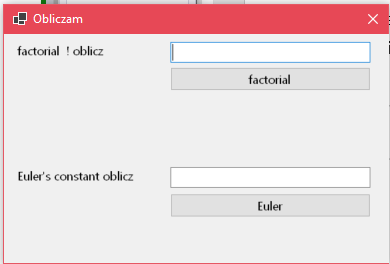 Obliczam
factorial ! oblicz
factorial
Euler's constant oblicz
Euler